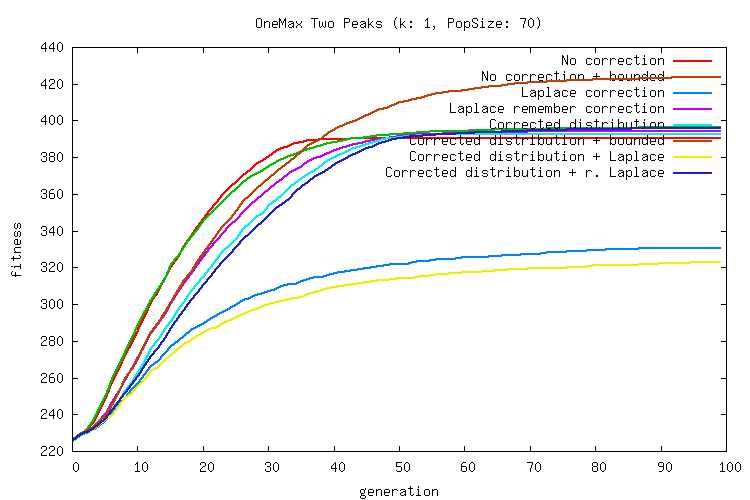 OneMax Two Peaks (k: 1, PopSize: 70)
440
420
400
380
360
340
320
300
280
260
240
220
fitness
No correction
No correction + bounded
Laplace correction
Laplace remember correction
Corrected distribution
Corrected distribution + bounded
Corrected distribution + Laplace
Corrected distribution + r. Laplace
0 10 20 30 40 50 60 70 80 90 100
generation